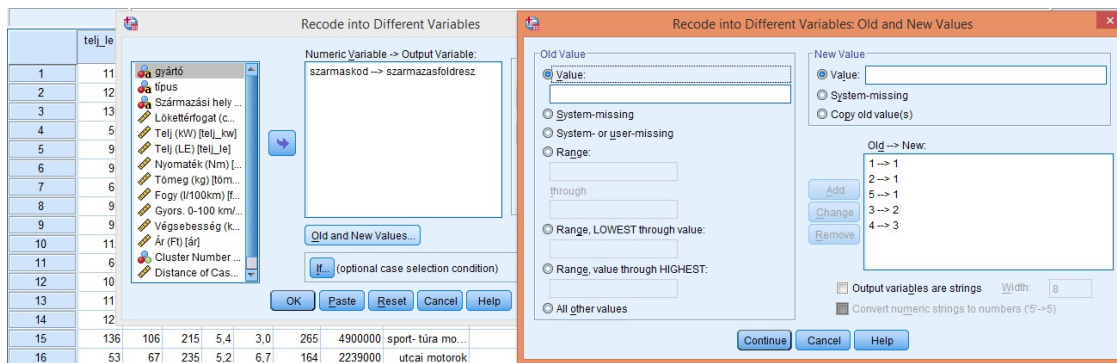 telj_le
1 11
2 12
3 13
4 5
5 9
6 9
7 6
8 9
9 9
10 11
11 6
12 10
13 11
14 12
15 136 106 215 5,4 3,0 265 4900000 sport- túra mo...
16 53 67 235 5,2 6,7 164 2239000 utcai motorok
Recode into Different Variables
gyártó
típus
Származási hely ...
Lökettérfogat (c...
Telj (kW) [telj_kw]
Telj (LE) [telj_le]
Nyomaték (Nm) [...
Tömeg (kg) [töm...
Fogy (l/100km) [f...
Gyors. 0-100 km/...
Végsebesség (k...
Ár (Ft) [ár]
Cluster Number ...
Distance of Cas...
Numeric Variable -> Output Variable:
szarmaskod --> szarmazasfoldresz
Old and New Values...
If... (optional case selection condition)
OK Paste Reset Cancel Help
Recode into Different Variables: Old and New Values
Old Value
Value:
System-missing
System- or user-missing
Range:
through
Range, LOWEST through value:
Range, value through HIGHEST:
All other values
New Value
Value:
System-missing
Copy old value(s)
Old --> New:
1 --> 1
2 --> 1
5 --> 1
3 --> 2
4 --> 3
Add
Change
Remove
Output variables are strings Width: 8
Convert numeric strings to numbers ('5'->5)
Continue Cancel Help